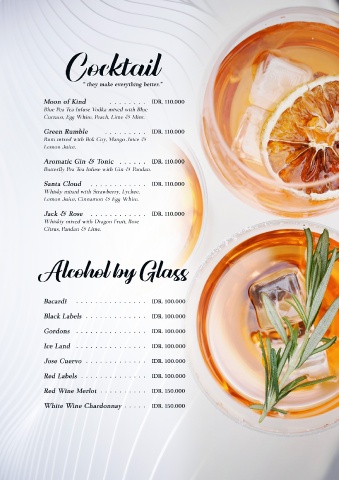 Cocktail
" they make everything better."
Moon of Kind . . . . . . . . IDR. 110.000
Blue Pea Tea Infuse Vodka mixed with Blue
Curacao, Egg White, Peach, Lime & Mint.
Green Rumble . . . . . . . . IDR. 110.000
Rum mixed with Bok Coy, Mango Juice &
Lemon Juice.
Aromatic Gin & Tonic . . . . . . IDR. 110.000
Butterfly Pea Tea Infuse with Gin & Pandan.
Santa Cloud . . . . . . . . IDR. 110.000
Whisky mixed with Strawberry, Lychee,
Lemon Juice, Cinnamon & Egg White.
Jack & Rose . . . . . . . . IDR. 110.000
Whiskey mixed with Dragon Fruit, Rose
Citrus, Pandan & Lime.
Alcohol by Glass
Bacardi . . . . . . . . . . . . . IDR. 100.000
Black Labels . . . . . . . . . . . . IDR. 100.000
Gordons . . . . . . . . . . . . . IDR. 100.000
Ice Land . . . . . . . . . . . . . IDR. 100.000
Jose Cuervo . . . . . . . . . . . . IDR. 100.000
Red Labels . . . . . . . . . . . . . IDR. 100.000
Red Wine Merlot . . . . . . . . . IDR. 150.000
White Wine Chardonnay . . . . . IDR. 150.000